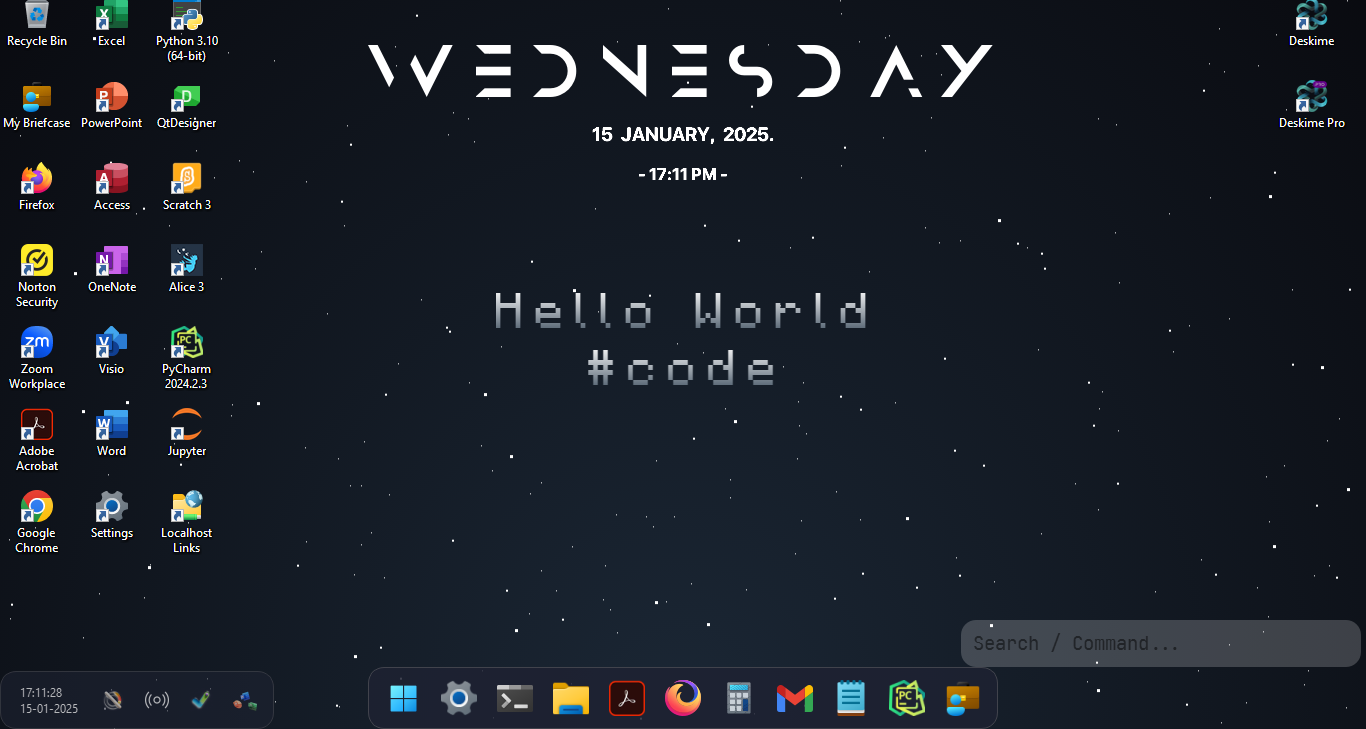 WEDNESDAY
15 JANUARY, 2025.
- 17:11 PM -
Hello World
#code
Recycle Bin
Excel
Python 3.10
(64-bit)
My Briefcase
PowerPoint
QtDesigner
Firefox
Access
Scratch 3
Norton
Security
OneNote
Alice 3
Zoom
Workplace
Visio
PyCharm
2024.2.3
Adobe
Acrobat
Word
Jupyter
Google
Chrome
Settings
Localhost
Links
Deskime
Deskime Pro
Search / Command...
17:11:28
15-01-2025